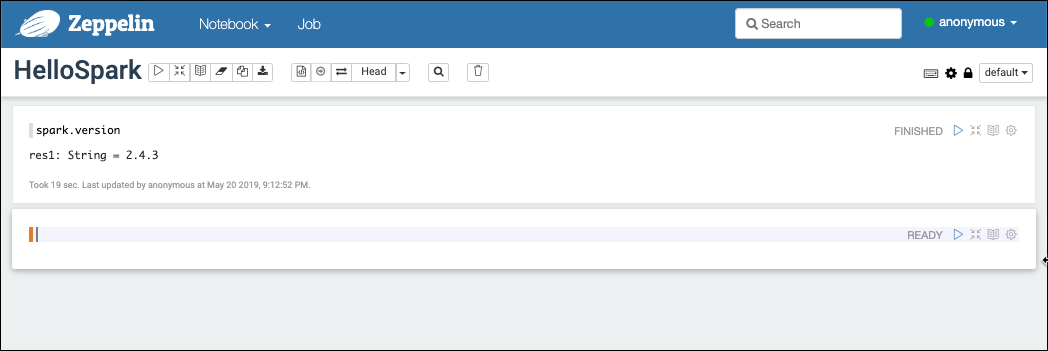 Zeppelin Notebook Job Search anonymous
HelloSpark Head default
spark.version FINISHED
res1: String = 2.4.3
Took 19 sec. Last updated by anonymous at May 20 2019, 9:12:52 PM.
READY